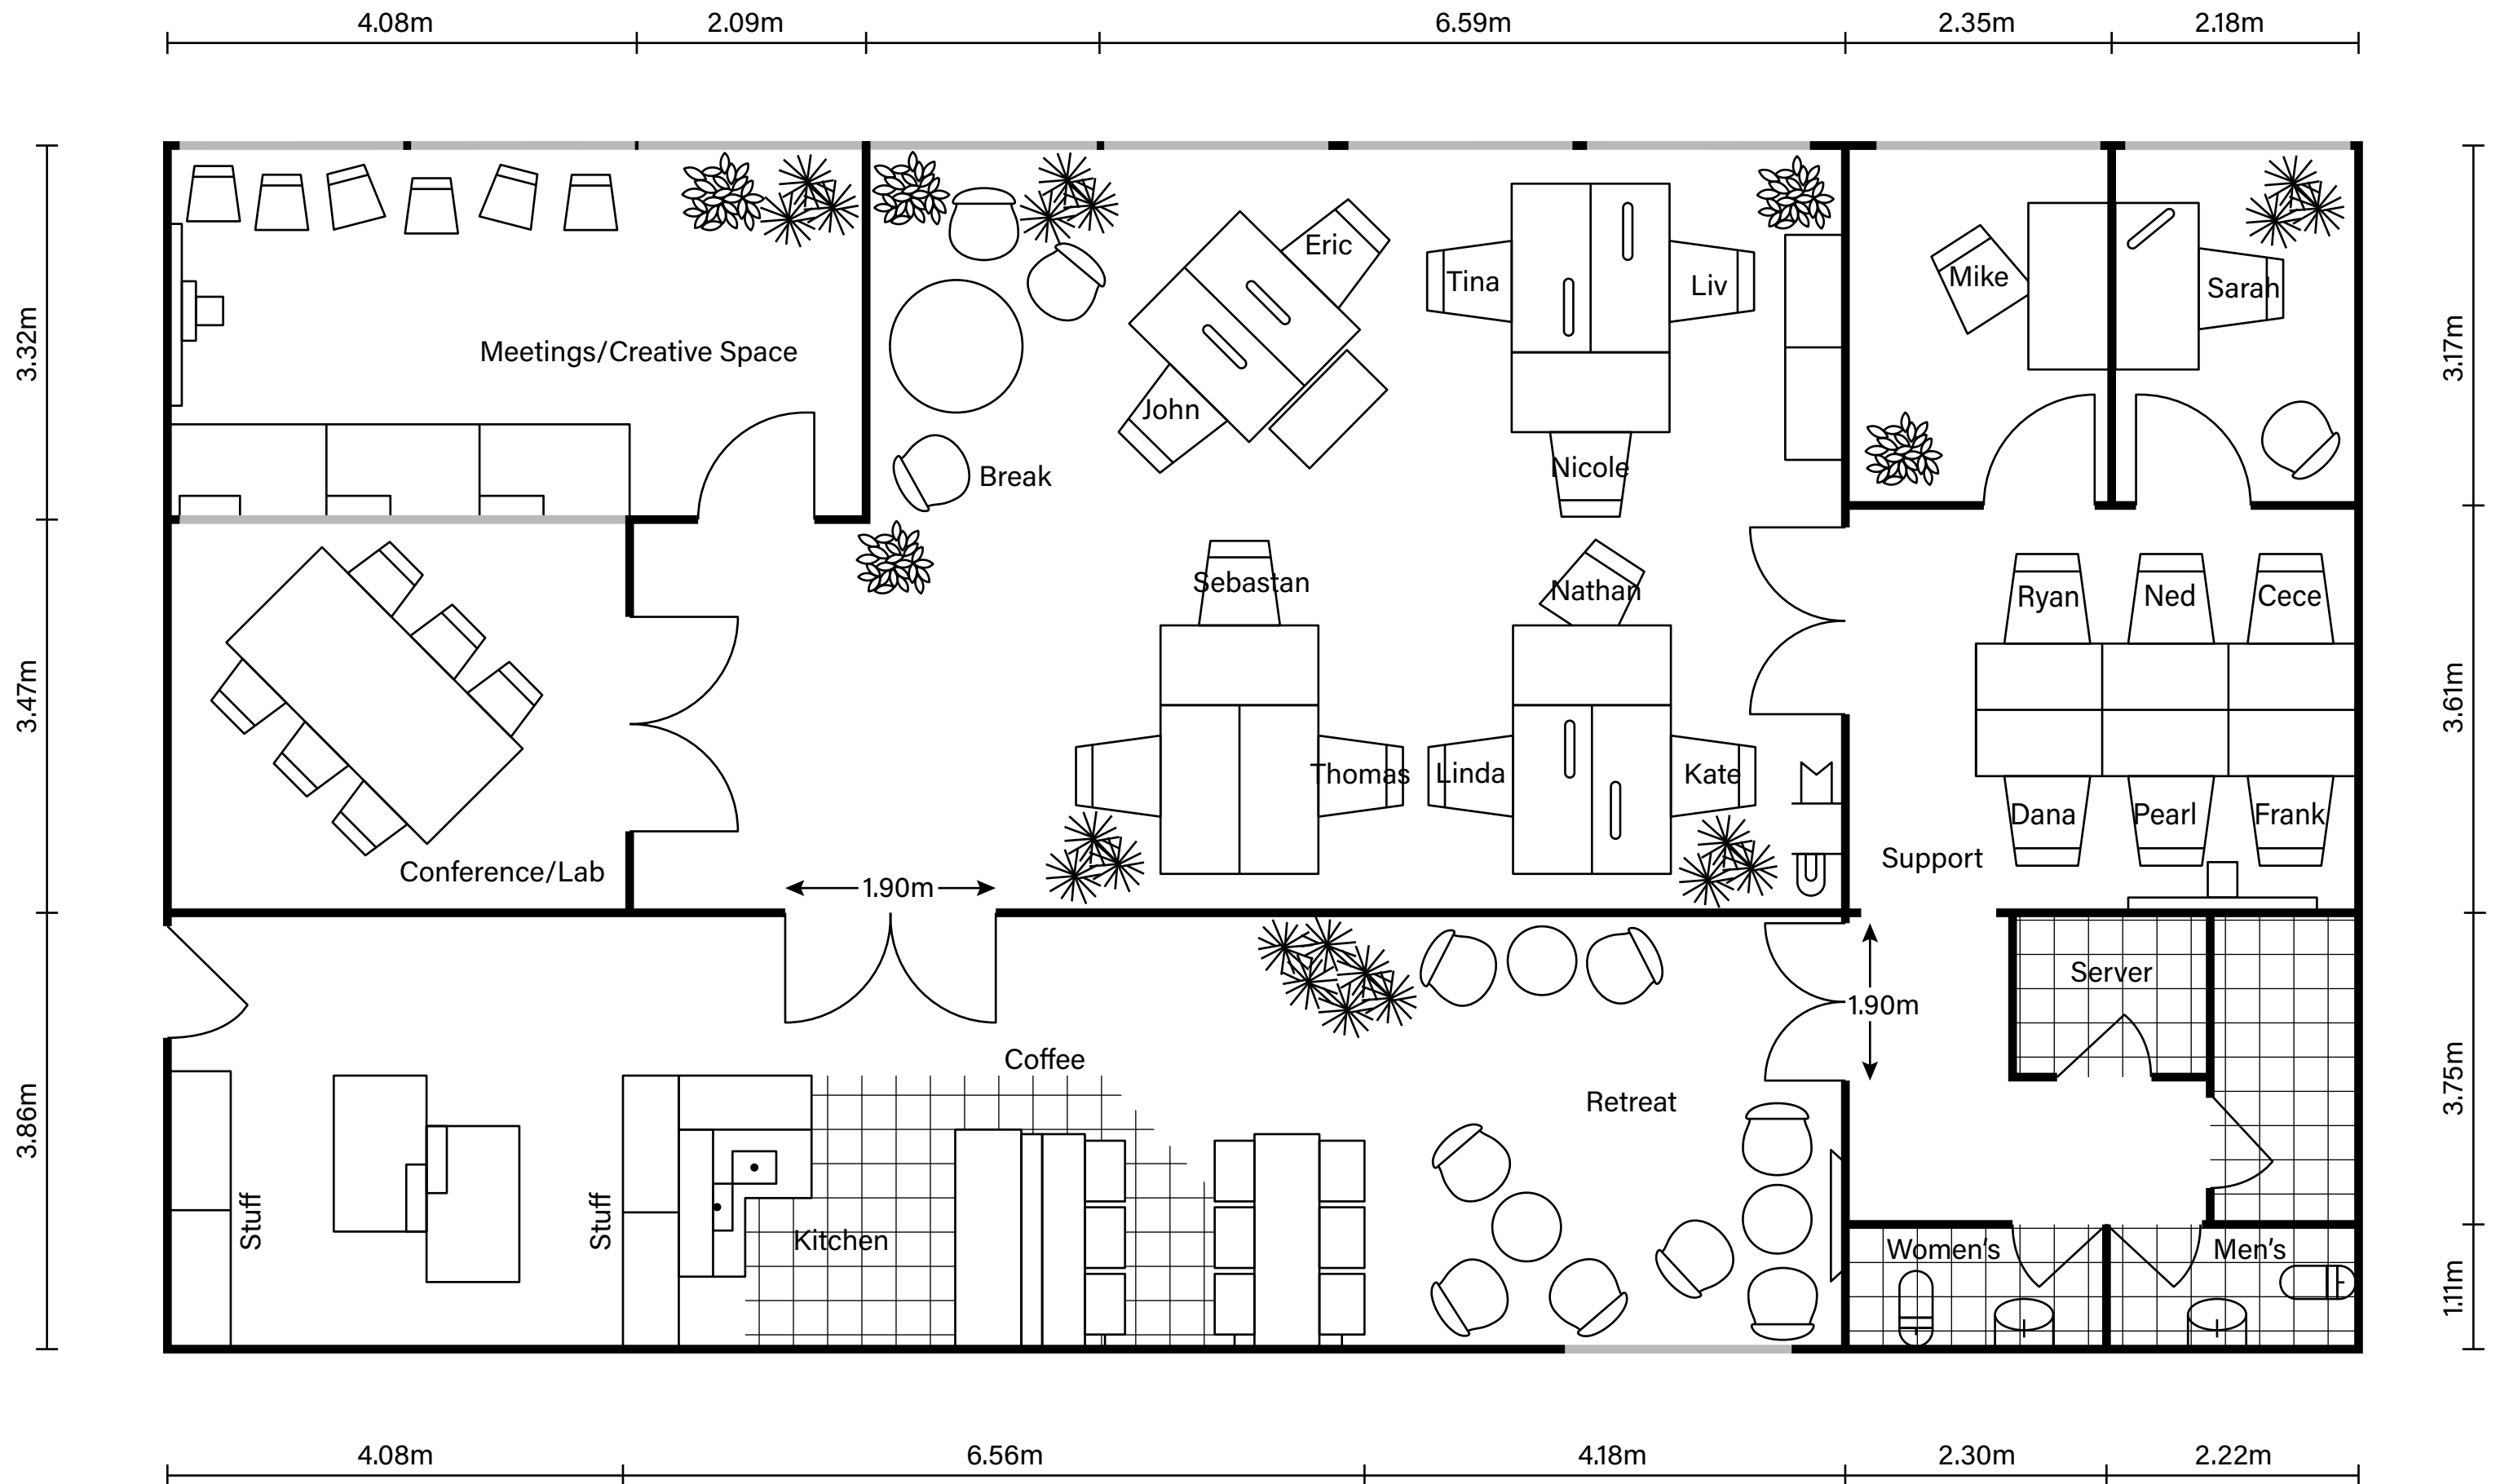 4.08m
2.09m
6.59m
2.35m
2.18m
3.32m
3.47m
3.86m
3.17m
3.61m
3.75m
1.11m
Meetings/Creative Space
Break
Eric
John
Tina
Liv
Nicole
Mike
Sarah
Sebastan
Nathan
Thomas
Linda
Kate
Ryan
Ned
Cece
Dana
Pearl
Frank
Support
Conference/Lab
1.90m
Server
1.90m
Coffee
Retreat
Stuff
Stuff
Kitchen
Women's
Men's
4.08m
6.56m
4.18m
2.30m
2.22m